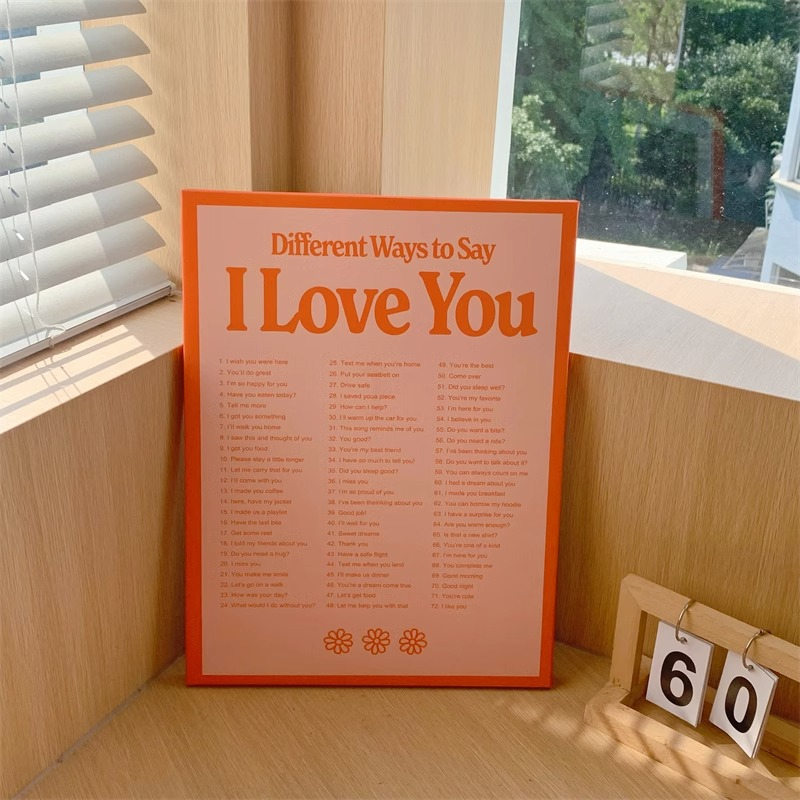 Different Ways to Say
I Love You
1. I wish you were here
2. You'll do great
3. I'm so happy for you
4. Have you eaten today?
5. Tell me more
6. I got you something
7. I'll walk you home
8. I saw this and thought of you
9. I got you food
10. Please stay a little longer
11. Let me carry that for you
12. I'll come with you
13. I made you coffee
14. here, have my jacket
15. I made us a playlist
16. Have the last bite
17. Get some rest
18. I told my friends about you
19. Do you need a hug?
20. I miss you
21. You make me smile
22. Let's go on a walk
23. How was your day?
24. What would I do without you?
25. Text me when you're home
26. Put your seatbelt on
27. Drive safe
28. I saved you a piece
29. How can I help?
30. I'll warm up the car for you
31. This song reminds me of you
32. You good?
33. You're my best friend
34. I have so much to tell you!
35. Did you sleep good?
36. I miss you
37. I'm so proud of you
38. I've been thinking about you
39. Good job!
40. I'll wait for you
41. Sweet dreams
42. Thank you
43. Have a safe flight
44. Text me when you land
45. I'll make us dinner
46. You're a dream come true
47. Let's get food
48. Let me help you with that
49. You're the best
50. Come over
51. Did you sleep well?
52. You're my favorite
53. I'm here for you
54. I believe in you
55. Do you want a bite?
56. Do you need a ride?
57. I've been thinking about you
58. Do you want to talk about it?
59. You can always count on me
60. I had a dream about you
61. I made you breakfast
62. You can borrow my hoodie
63. I have a surprise for you
64. Are you warm enough?
65. Is that a new shirt?
66. You're one of a kind
67. I'm here for you
68. You complete me
69. Good morning
70. Good night
71. You're cute
72. I like you
60